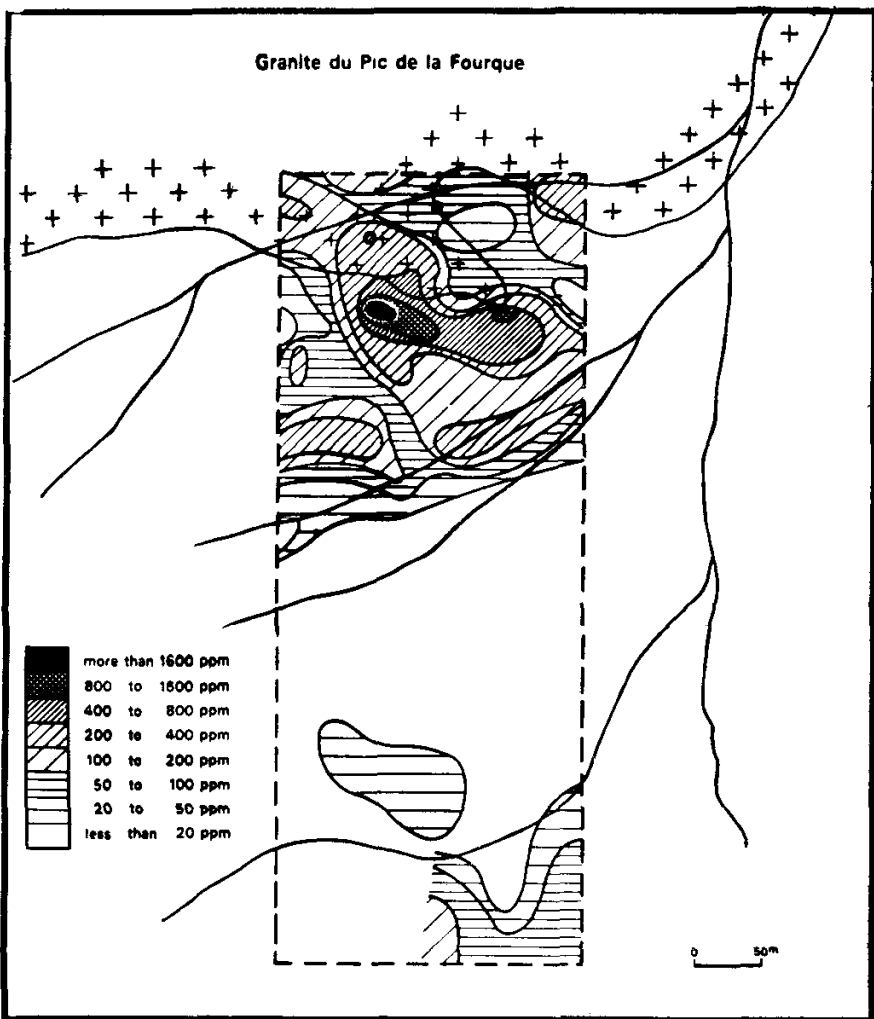 Granite du Pic de la Fourque
more than 1600 ppm
800 to 1600 ppm
400 to 800 ppm
200 to 400 ppm
100 to 200 ppm
50 to 100 ppm
20 to 50 ppm
less than 20 ppm
0 50m